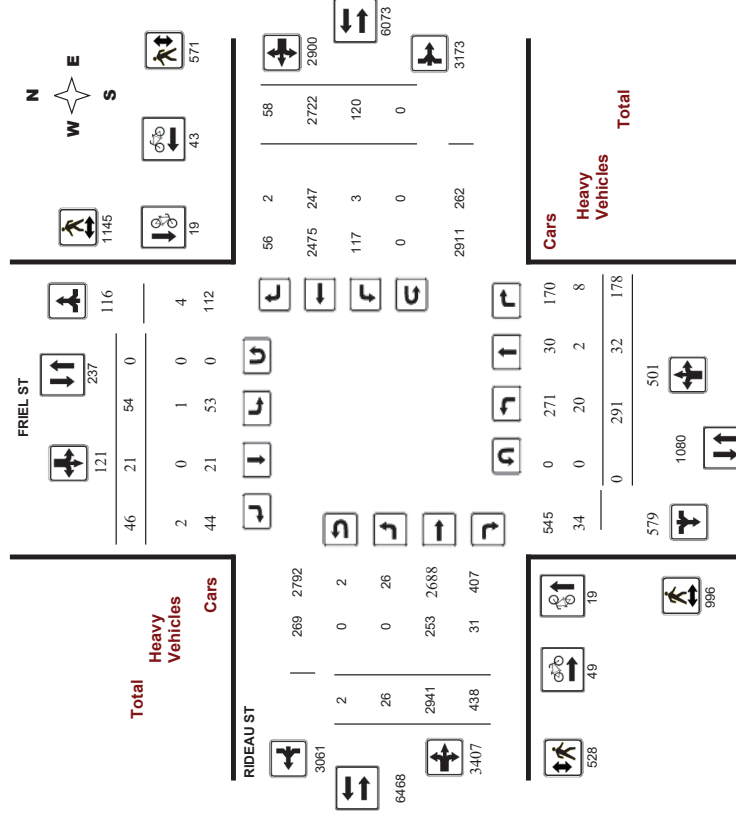 FRIEL ST
N
W E
S
1145
571
19
43
121
237
116
46 21 54 0
2 0 1 0 4
44 21 53 0 112
Total
Heavy
Vehicles
Cars
RIDEAU ST
3061
6468
3407
269 2792
2 0 2
26 0 26
2941 253 2688
438 31 407
56 2 58
2475 247 2722
117 3 120
0 0 0
2911 262
2900
6073
3173
545 0 271 30 170 Cars
34 0 20 2 8 Heavy
Vehicles
0 291 32 178 Total
579
1080
501
528
49
19
996